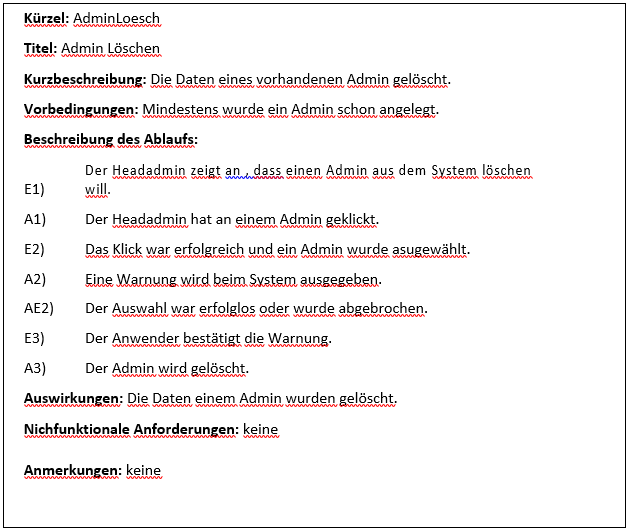 Kürzel: AdminLoesch
Titel: Admin Löschen
Kurzbeschreibung: Die Daten eines vorhandenen Admin gelöscht.
Vorbedingungen: Mindestens wurde ein Admin schon angelegt.
Beschreibung des Ablaufs:
Der Headadmin zeigt an , dass einen Admin aus dem System löschen
E1) will.
A1) Der Headadmin hat an einem Admin geklickt.
E2) Das Klick war erfolgreich und ein Admin wurde asugewählt.
A2) Eine Warnung wird beim System ausgegeben.
AE2) Der Auswahl war erfolglos oder wurde abgebrochen.
E3) Der Anwender bestätigt die Warnung.
A3) Der Admin wird gelöscht.
Auswirkungen: Die Daten einem Admin wurden gelöscht.
Nichfunktionale Anforderungen: keine
Anmerkungen: keine